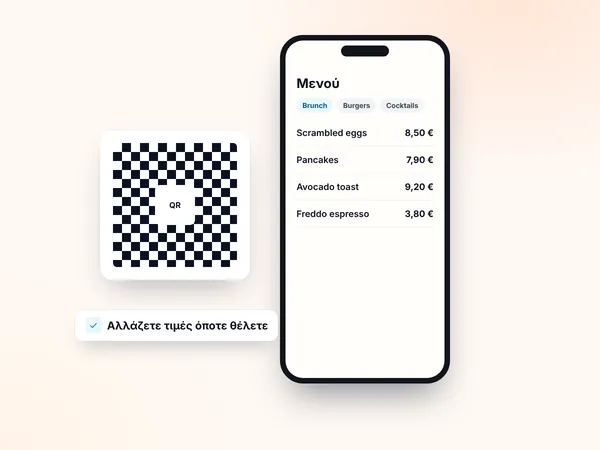 QR
Αλλάζετε τιμές όποτε θέλετε
Μενού
Brunch Burgers Cocktails
Scrambled eggs 8,50 €
Pancakes 7,90 €
Avocado toast 9,20 €
Freddo espresso 3,80 €